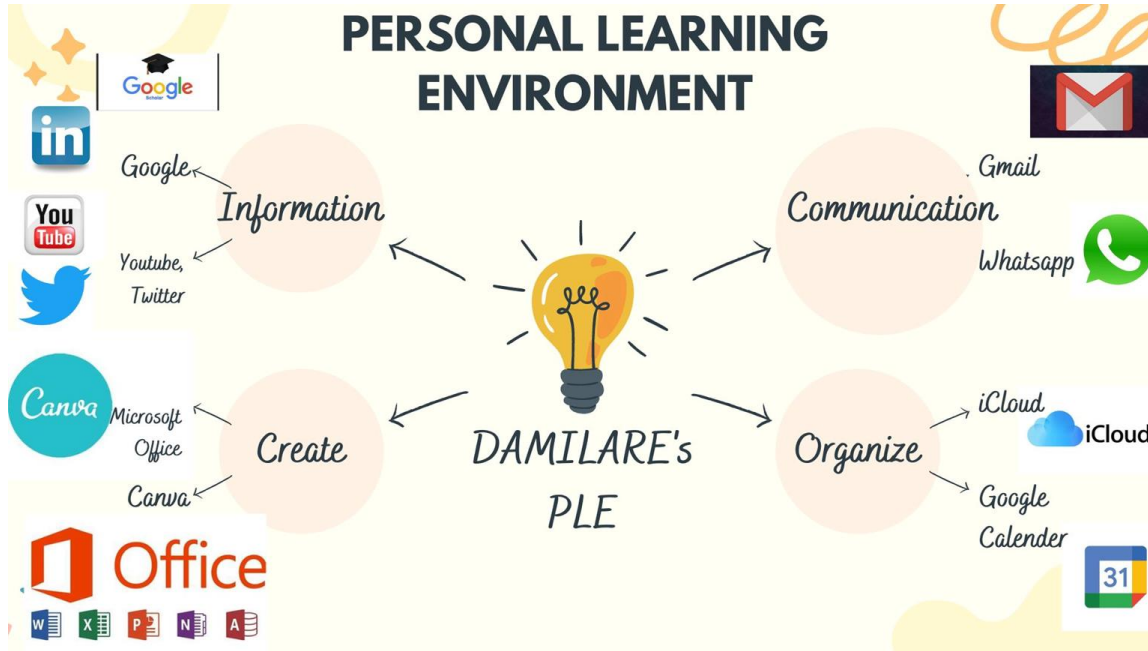 PERSONAL LEARNING
ENVIRONMENT
Google
Scholar
in
Google
Information
You
Tube
Youtube,
Twitter
Gmail
Communication
Whatsapp
Canva
Microsoft
Office
Create
Canva
Office
W
X
P
N
A
DAMILARE's
PLE
iCloud
iCloud
Organize
Google
Calender
31